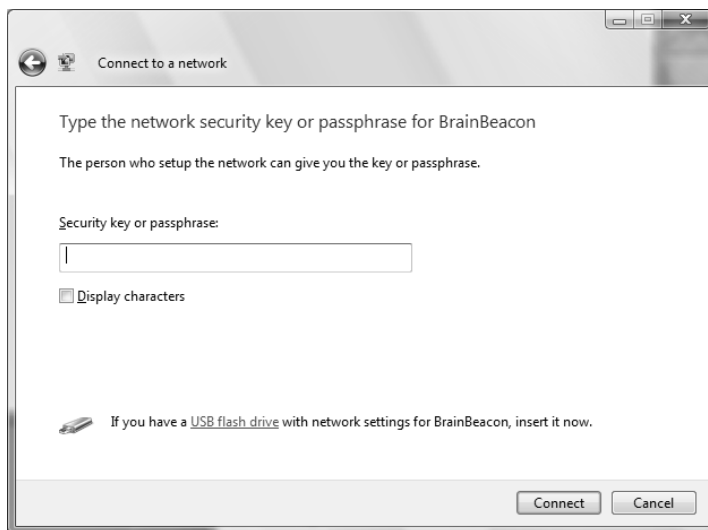 Connect to a network
Type the network security key or passphrase for BrainBeacon
The person who setup the network can give you the key or passphrase.
Security key or passphrase:
Display characters
If you have a USB flash drive with network settings for BrainBeacon, insert it now.
Connect Cancel